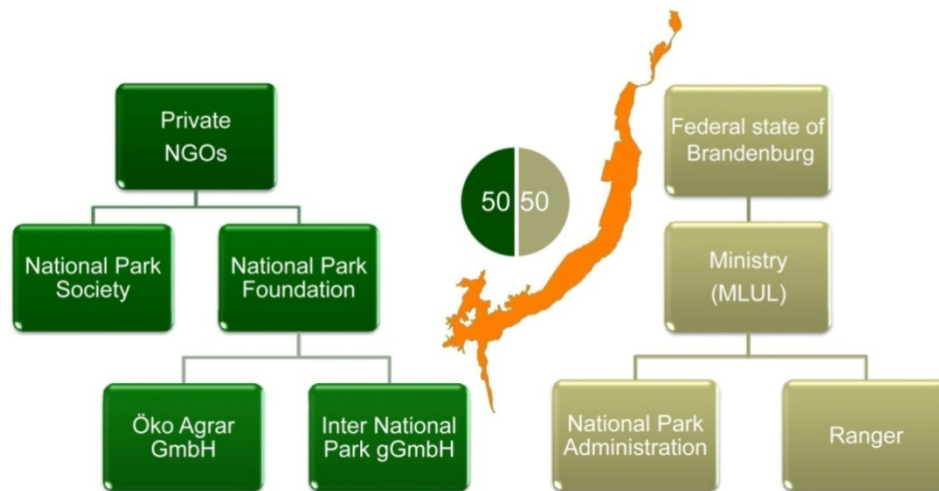 Private
NGOs
National Park
Society
National Park
Foundation
Öko Agrar
GmbH
Inter National
Park gGmbH
50 50
Federal state of
Brandenburg
Ministry
(MLUL)
National Park
Administration
Ranger